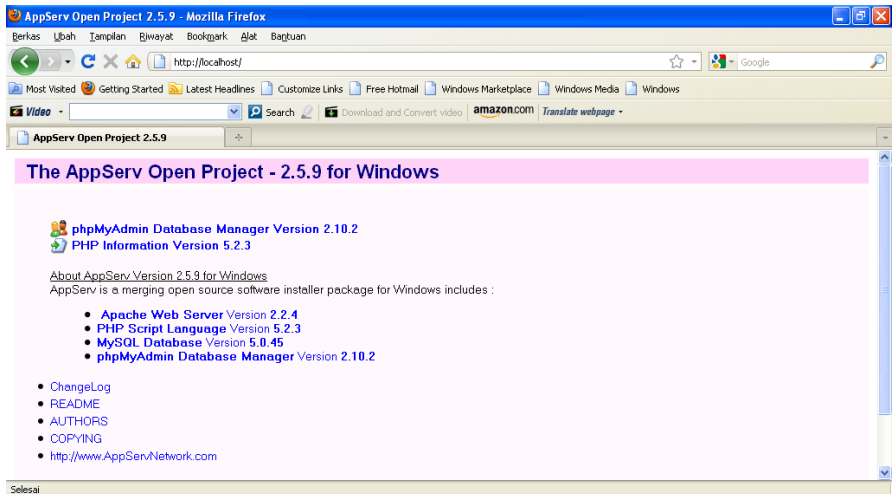 AppServ Open Project 2.5.9 - Mozilla Firefox
Berkas Ubah Tampilan Riwayat Bookmark Alat Bantuan
http://localhost/ Google
Most Visited Getting Started Latest Headlines Customize Links Free Hotmail Windows Marketplace Windows Media Windows
Video Search Download and Convert video amazon.com Translate webpage
AppServ Open Project 2.5.9
The AppServ Open Project - 2.5.9 for Windows
phpMyAdmin Database Manager Version 2.10.2
PHP Information Version 5.2.3
About AppServ Version 2.5.9 for Windows
AppServ is a merging open source software installer package for Windows includes :
Apache Web Server Version 2.2.4
PHP Script Language Version 5.2.3
MySQL Database Version 5.0.45
phpMyAdmin Database Manager Version 2.10.2
ChangeLog
README
AUTHORS
COPYING
http://www.AppServNetwork.com
Selesai